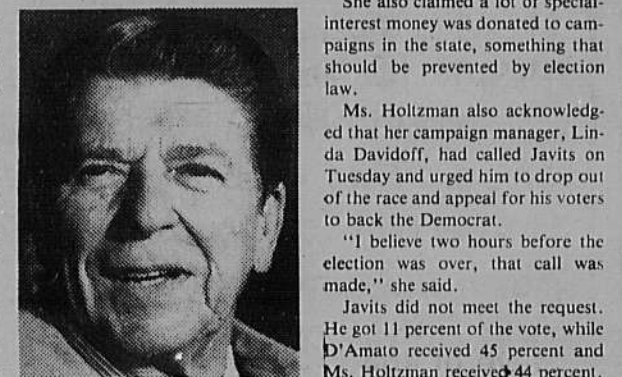 She also claimed a lot of special-
interest money was donated to cam-
paigns in the state, something that
should be prevented by election
law.
Ms. Holtzman also acknowledg-
ed that her campaign manager, Lin-
da Davidoff, had called Javits on
Tuesday and urged him to drop out
of the race and appeal for his voters
to back the Democrat.
"I believe two hours before the
election was over, that call was
made," she said.
Javits did not meet the request.
He got 11 percent of the vote, while
D'Amato received 45 percent and
Ms. Holtzman received 44 percent.